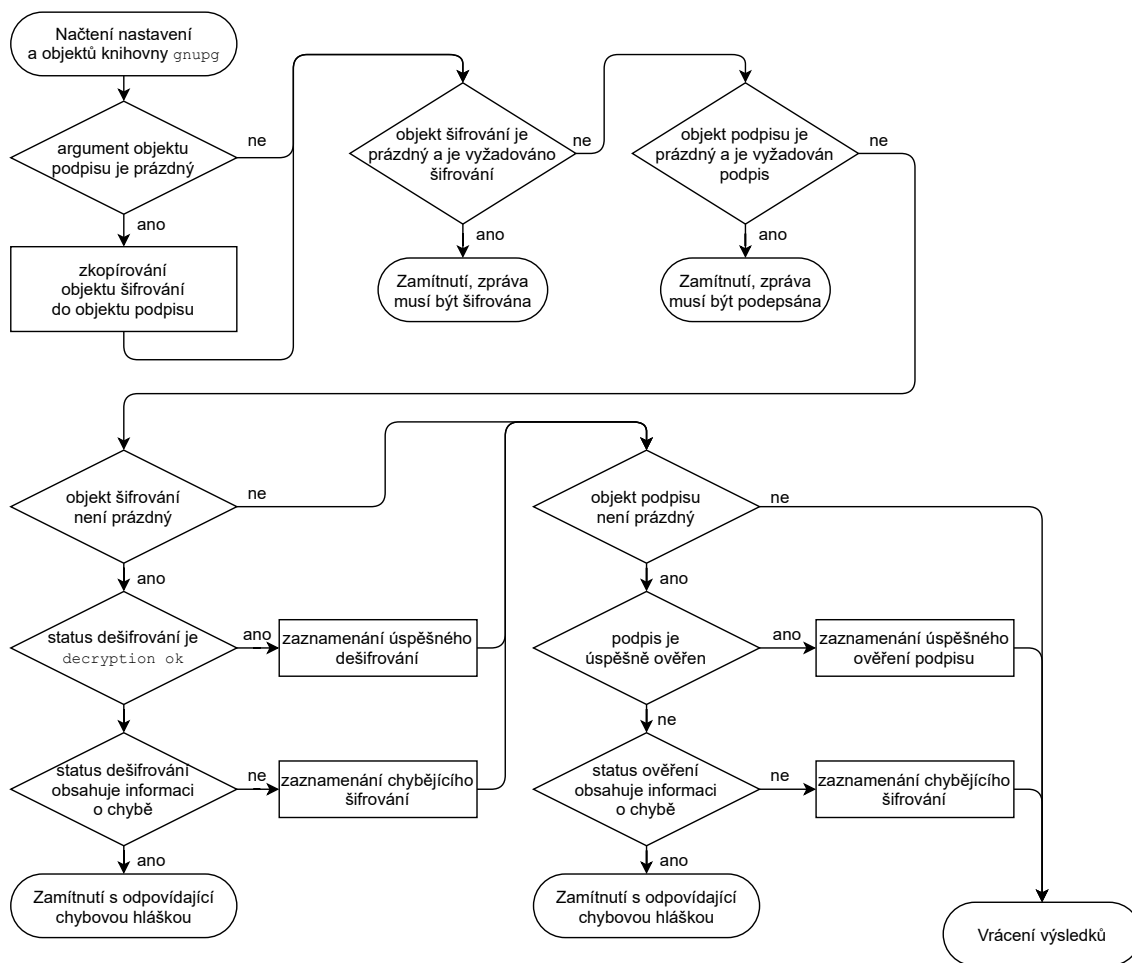 Načtení nastavení
a objektů knihovny gnupg
argument objektu
podpisu je prázdný
ne
ano
zkopírování
objektu šifrování
do objektu podpisu
objekt šifrování je
prázdný a je vyžadováno
šifrování
ne
ano
Zamítnutí, zpráva
musí být šifrována
objekt podpisu je
prázdný a je vyžadován
podpis
ne
ano
Zamítnutí, zpráva
musí být podepsána
objekt šifrování
není prázdný
ne
ano
status dešifrování je
decryption ok
ano
zaznamenání úspěšného
dešifrování
status dešifrování
obsahuje informaci
o chybě
ne
zaznamenání chybějícího
šifrování
ano
Zamítnutí s odpovídající
chybovou hláškou
objekt podpisu
není prázdný
ne
ano
podpis je
úspěšně ověřen
ano
zaznamenání úspěšného
ověření podpisu
ne
status ověření
obsahuje informaci
o chybě
ne
zaznamenání chybějícího
šifrování
ano
Zamítnutí s odpovídající
chybovou hláškou
Vrácení výsledků